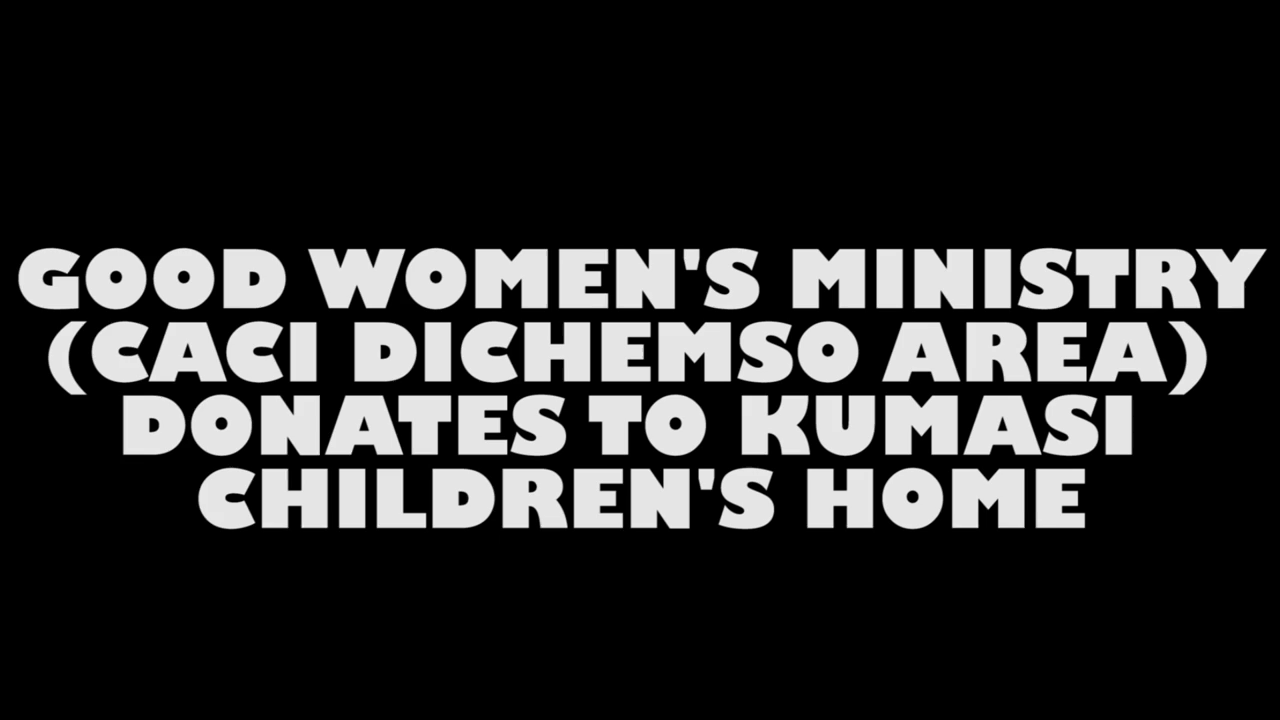 GOOD WOMEN'S MINISTRY
(CACI DICHEMSO AREA)
DONATES TO KUMASI
CHILDREN'S HOME